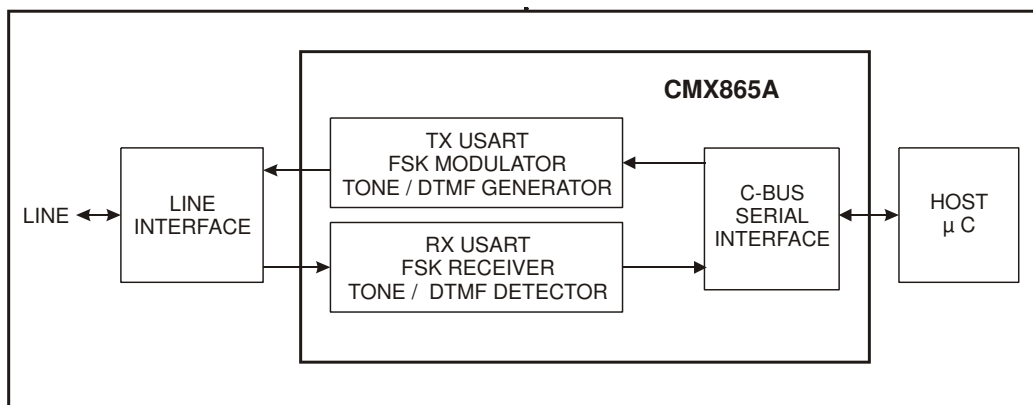 CMX865A
TX USART
FSK MODULATOR
TONE / DTMF GENERATOR
LINE
LINE
INTERFACE
C-BUS
SERIAL
INTERFACE
HOST
µ C
RX USART
FSK RECEIVER
TONE / DTMF DETECTOR